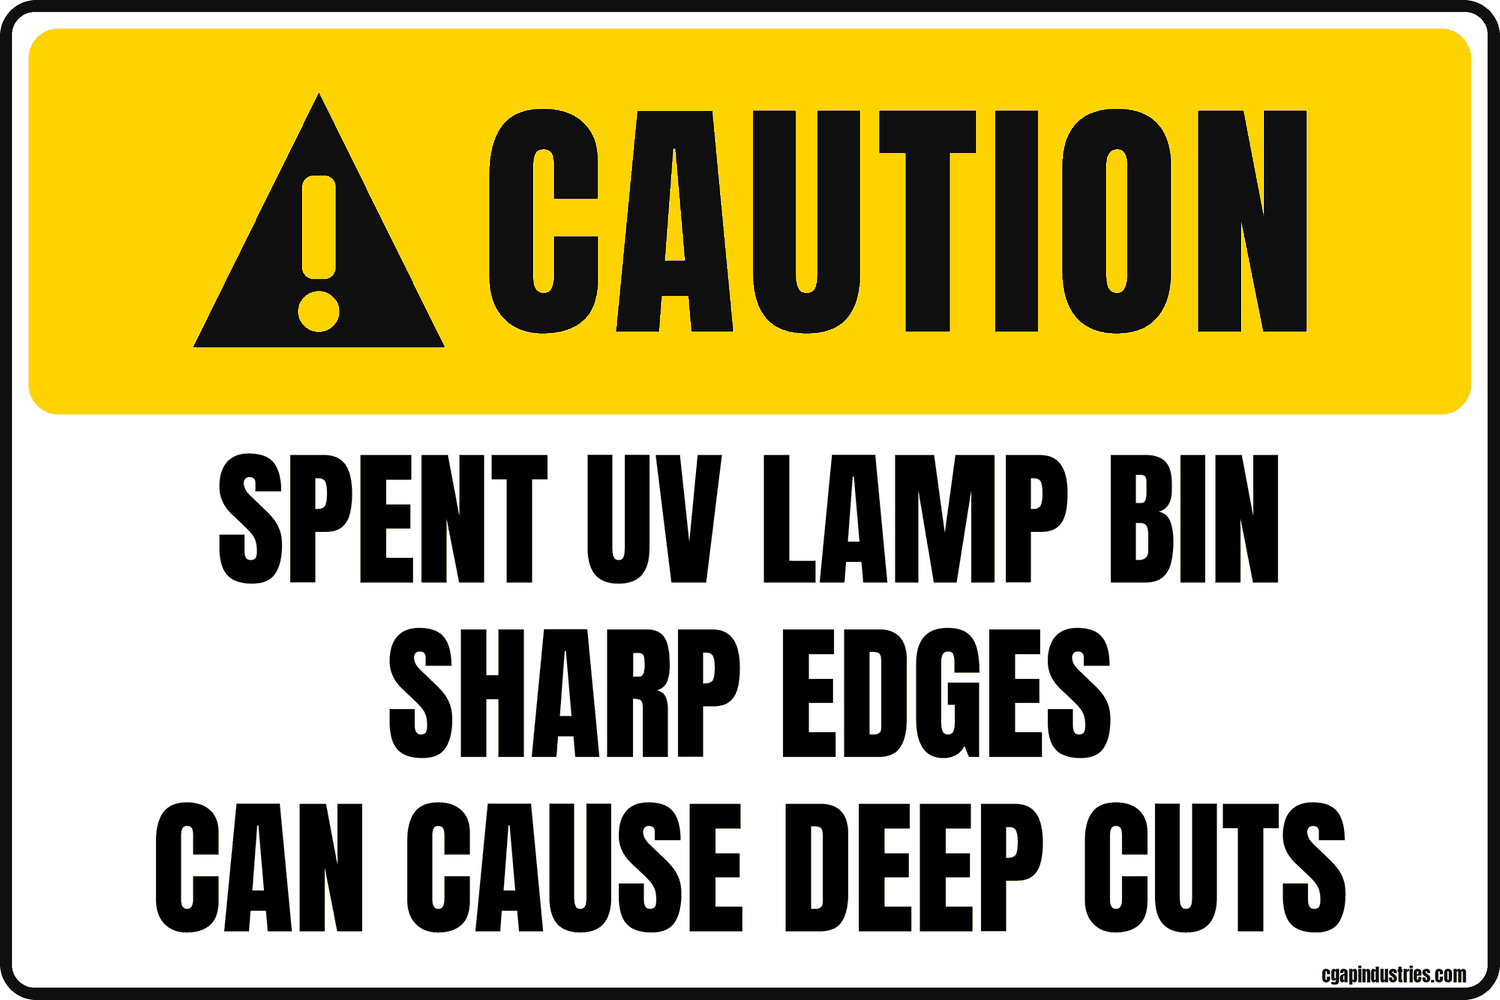 CAUTION
SPENT UV LAMP BIN
SHARP EDGES
CAN CAUSE DEEP CUTS
cgapindustries.com